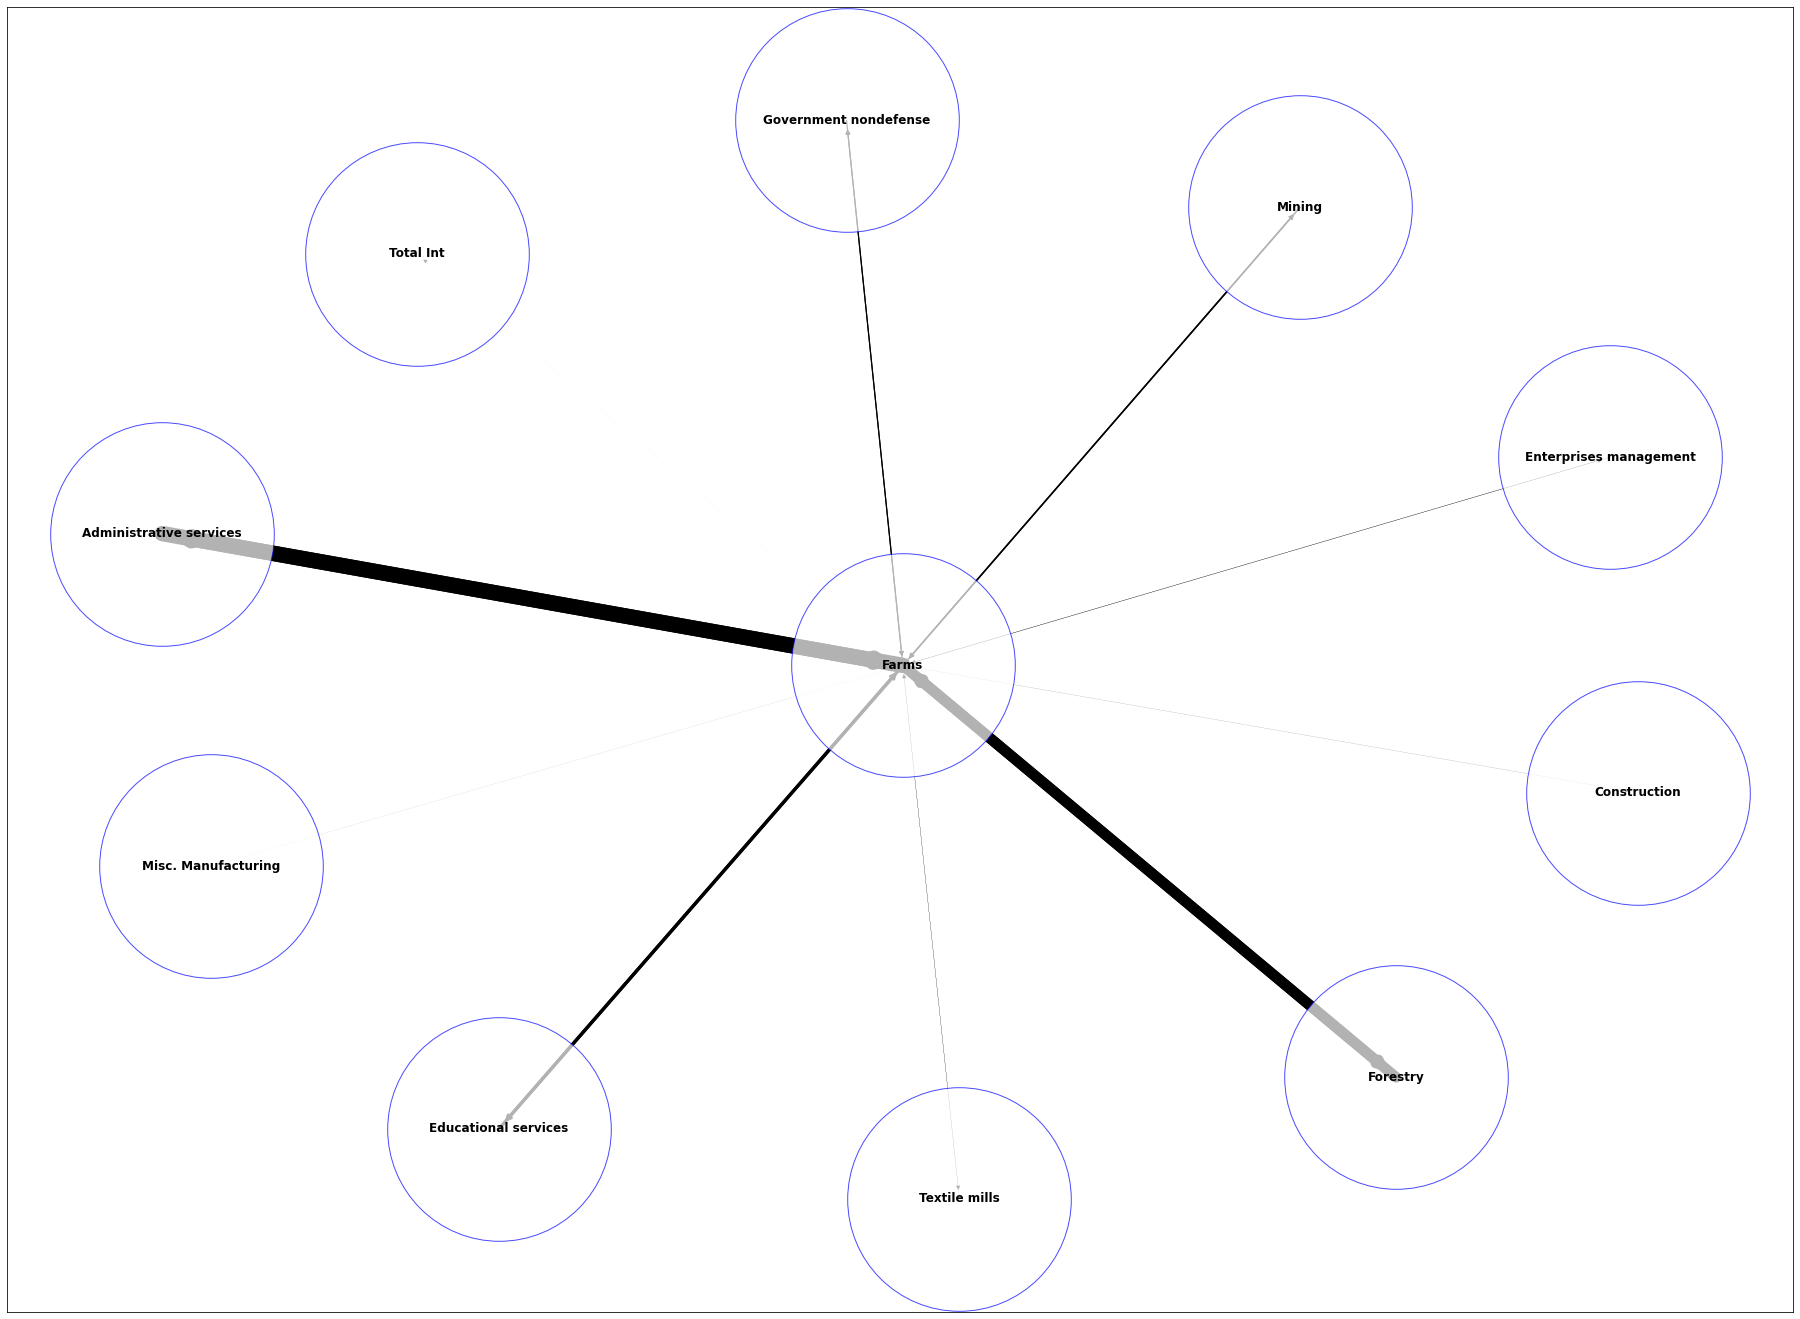 Government nondefense
Mining
Total Int
Enterprises management
Administrative services
Farms
Construction
Misc. Manufacturing
Forestry
Educational services
Textile mills